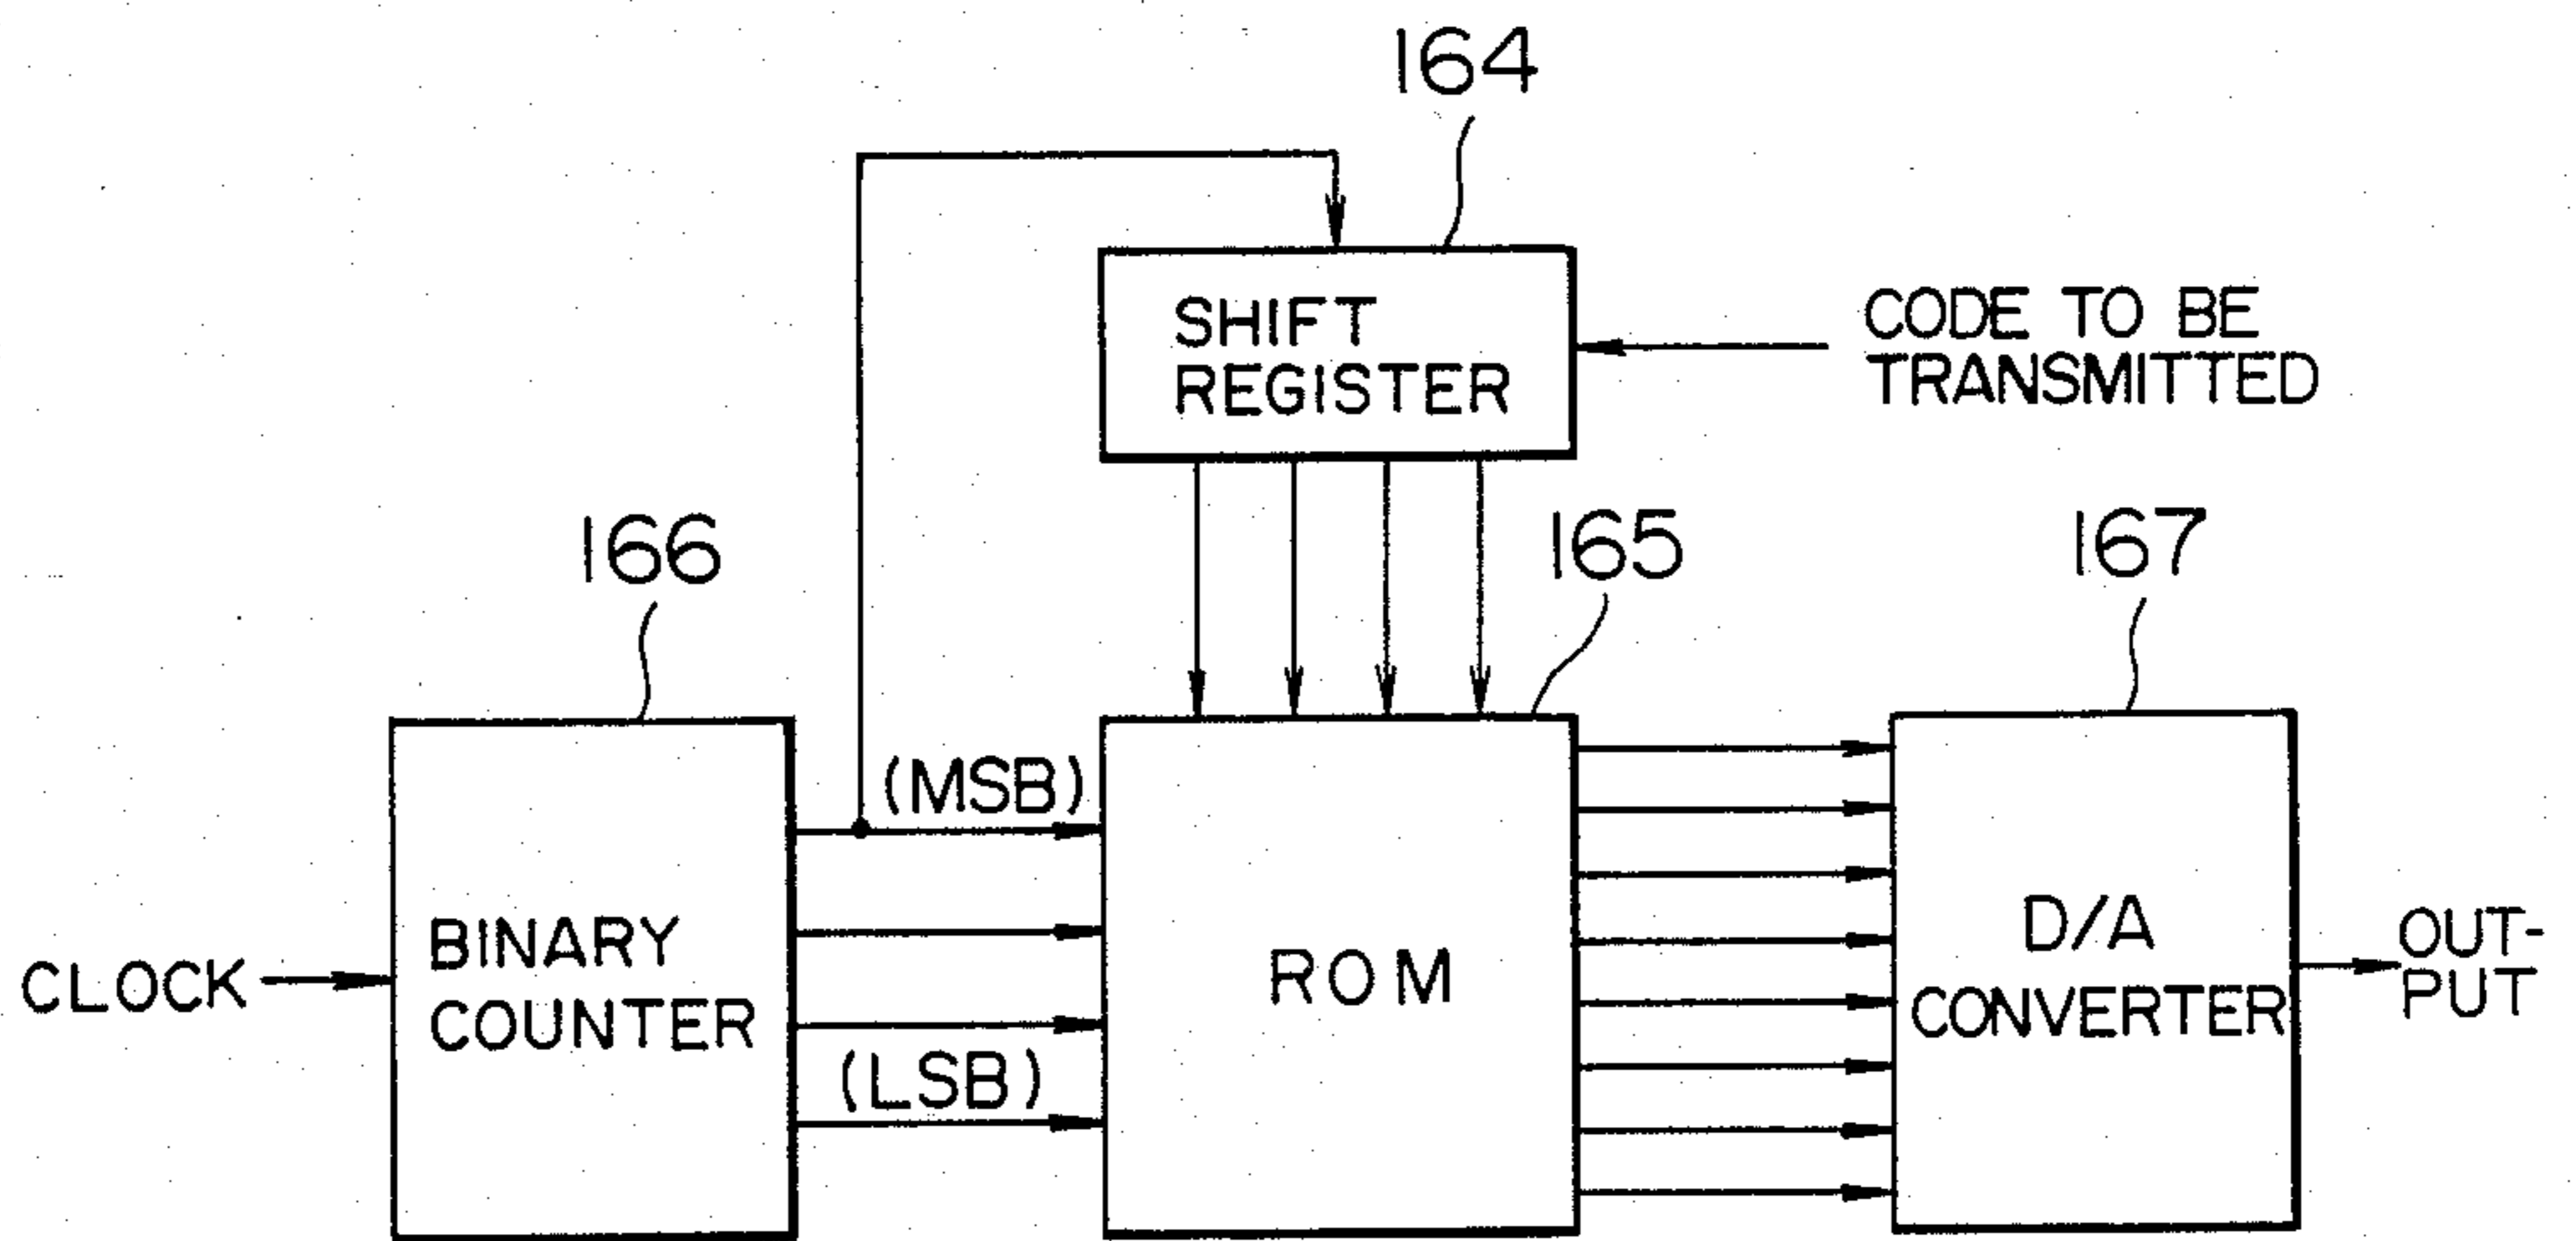 164
SHIFT
REGISTER
CODE TO BE
TRANSMITTED
166
165
167
(MSB)
CLOCK
BINARY
COUNTER
(LSB)
ROM
D/A
CONVERTER
OUT-
PUT